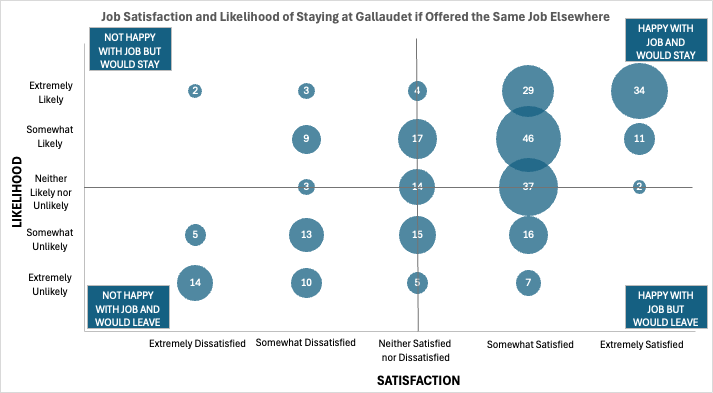 Job Satisfaction and Likelihood of Staying at Gallaudet if Offered the Same Job Elsewhere
NOT HAPPY
WITH JOB BUT
WOULD STAY
HAPPY WITH
JOB AND
WOULD STAY
Extremely
Likely
2
3
4
29
34
Somewhat
Likely
9
17
46
11
Neither
Likely nor
Unlikely
3
14
37
2
Somewhat
Unlikely
5
13
15
16
Extremely
Unlikely
14
10
5
7
LIKELIHOOD
NOT HAPPY
WITH JOB AND
WOULD LEAVE
HAPPY WITH
JOB BUT
WOULD LEAVE
Extremely Dissatisfied
Somewhat Dissatisfied
Neither Satisfied
nor Dissatisfied
Somewhat Satisfied
Extremely Satisfied
SATISFACTION